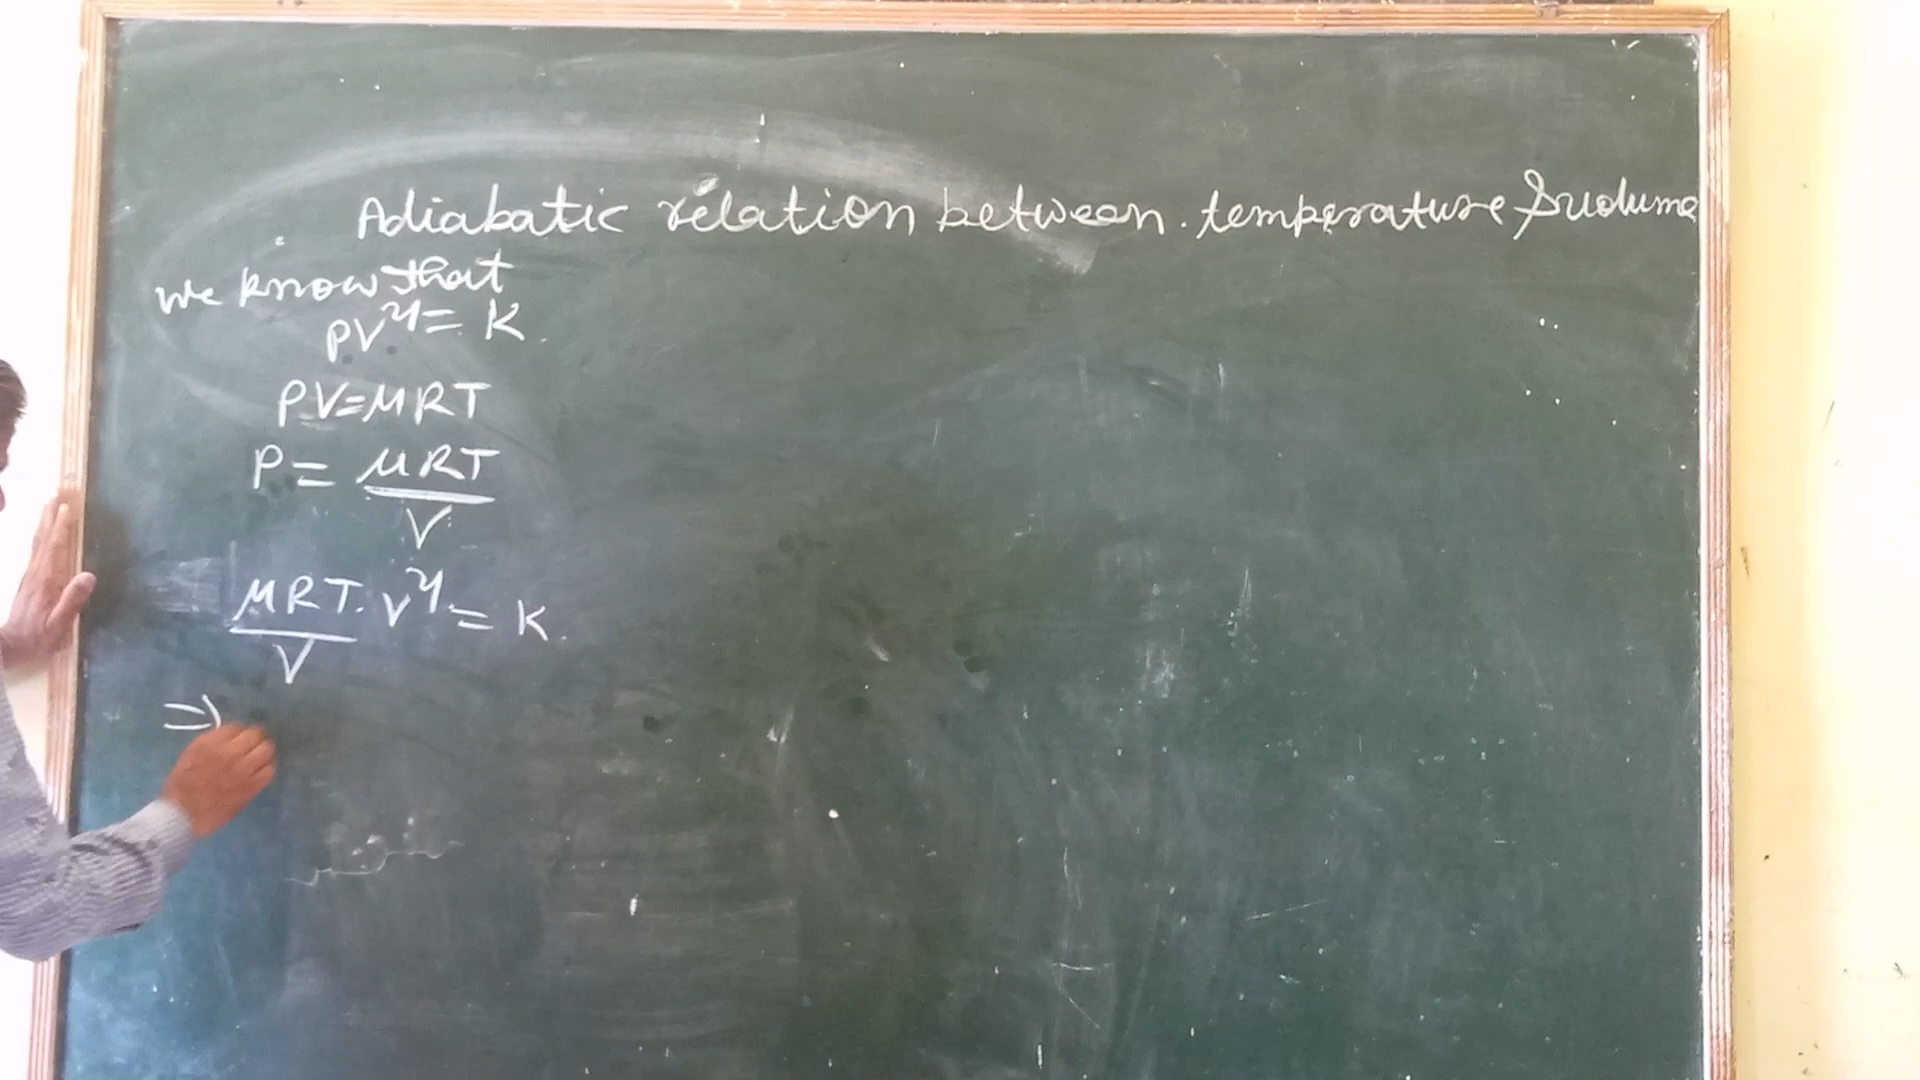 Adiabatic relation between. temperature & volume
we know that
PV^γ = K
PV=μRT
P = μRT/V
μRT/V . V^γ = K.
⇒